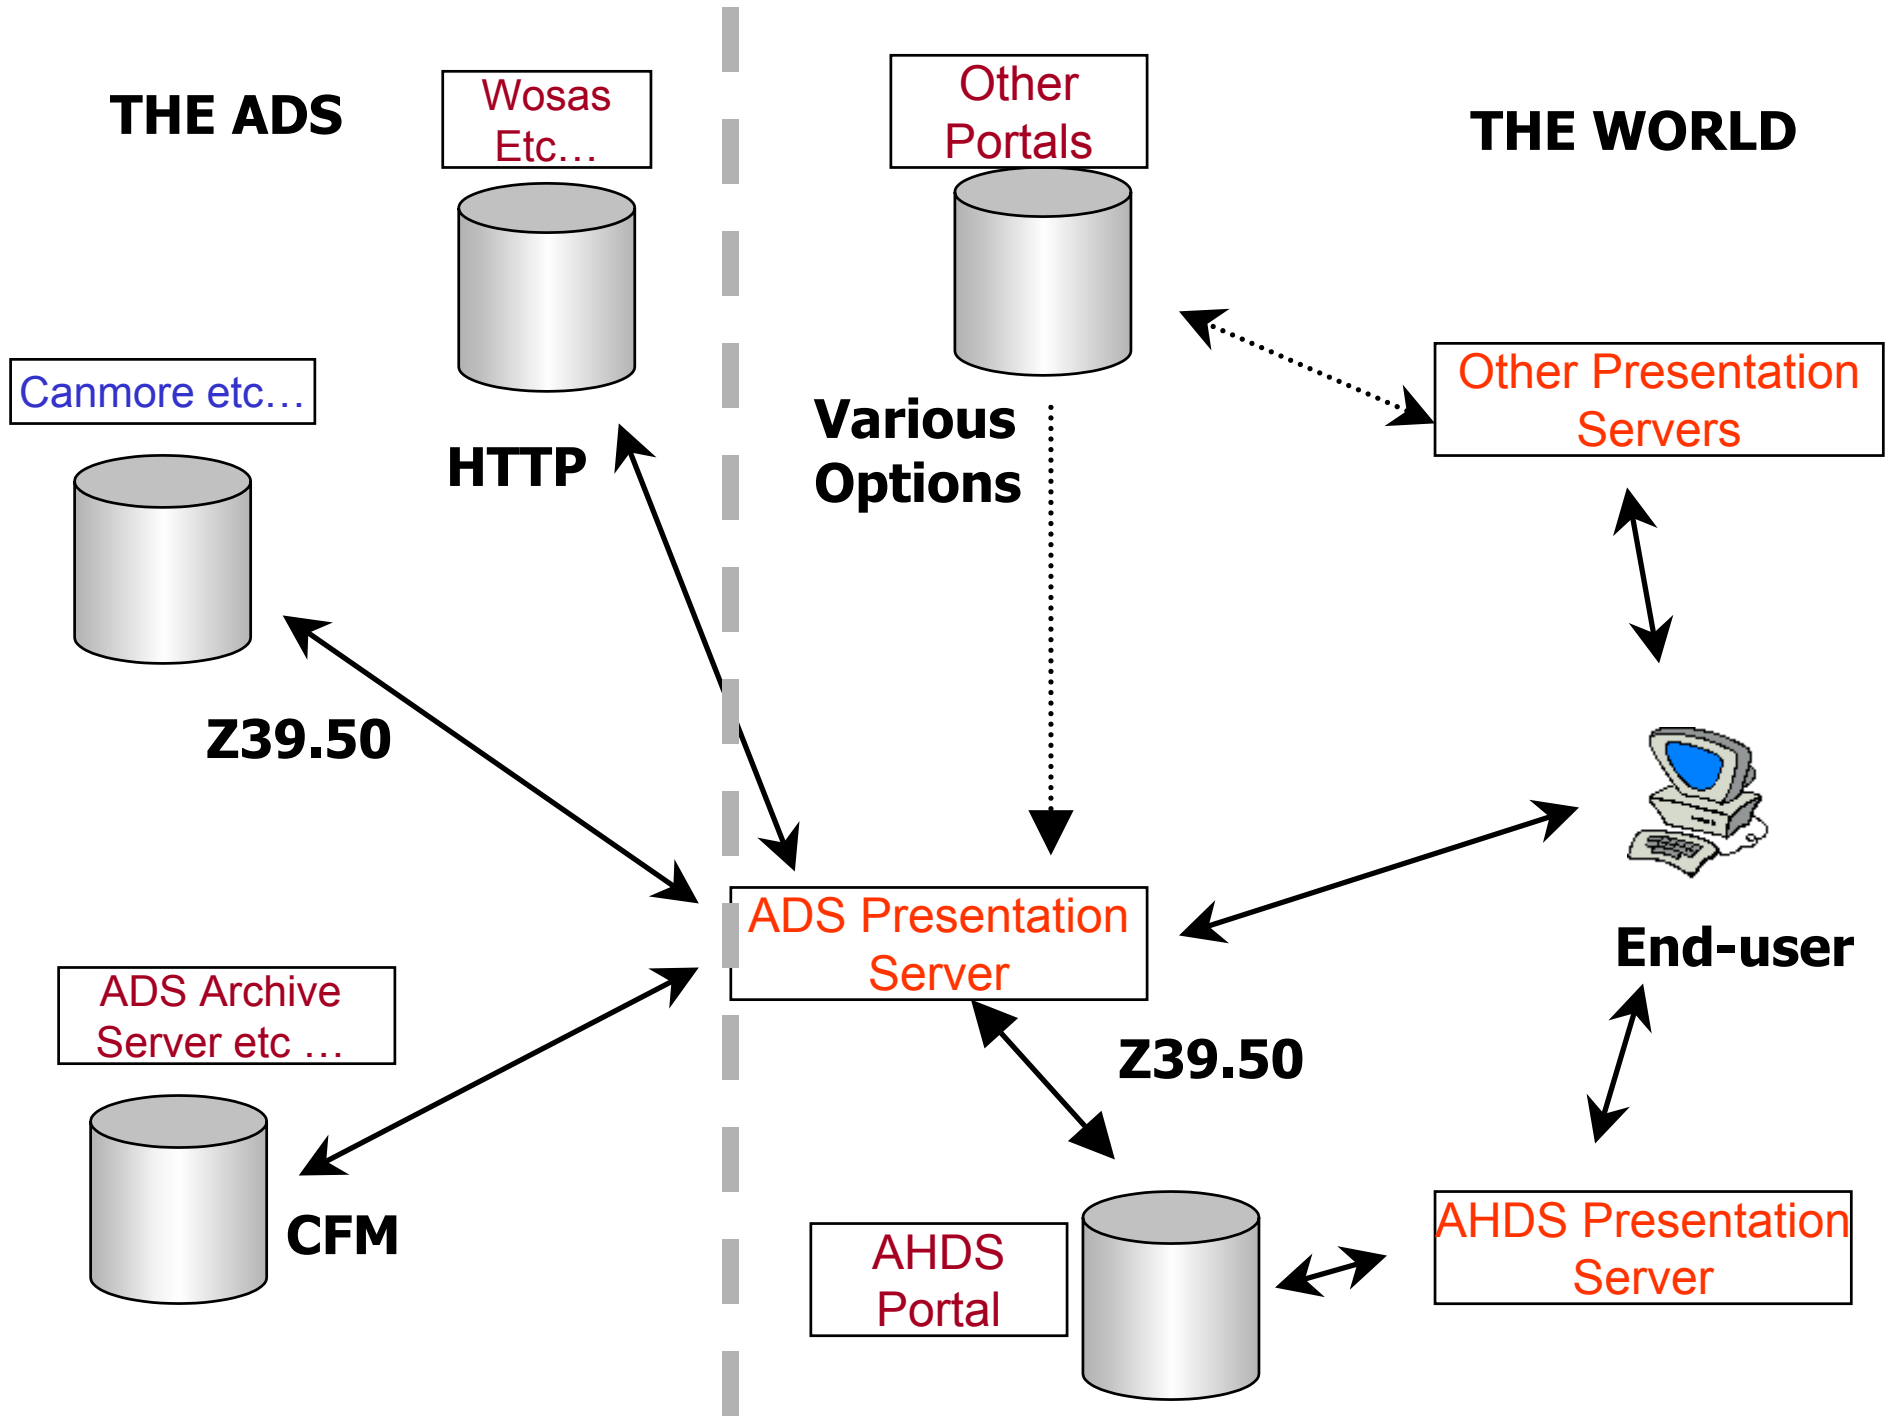 THE ADS
Wosas
Etc…
Other
Portals
THE WORLD
Canmore etc…
HTTP
Various
Options
Other Presentation
Servers
Z39.50
ADS Presentation
Server
End-user
ADS Archive
Server etc …
Z39.50
CFM
AHDS
Portal
AHDS Presentation
Server